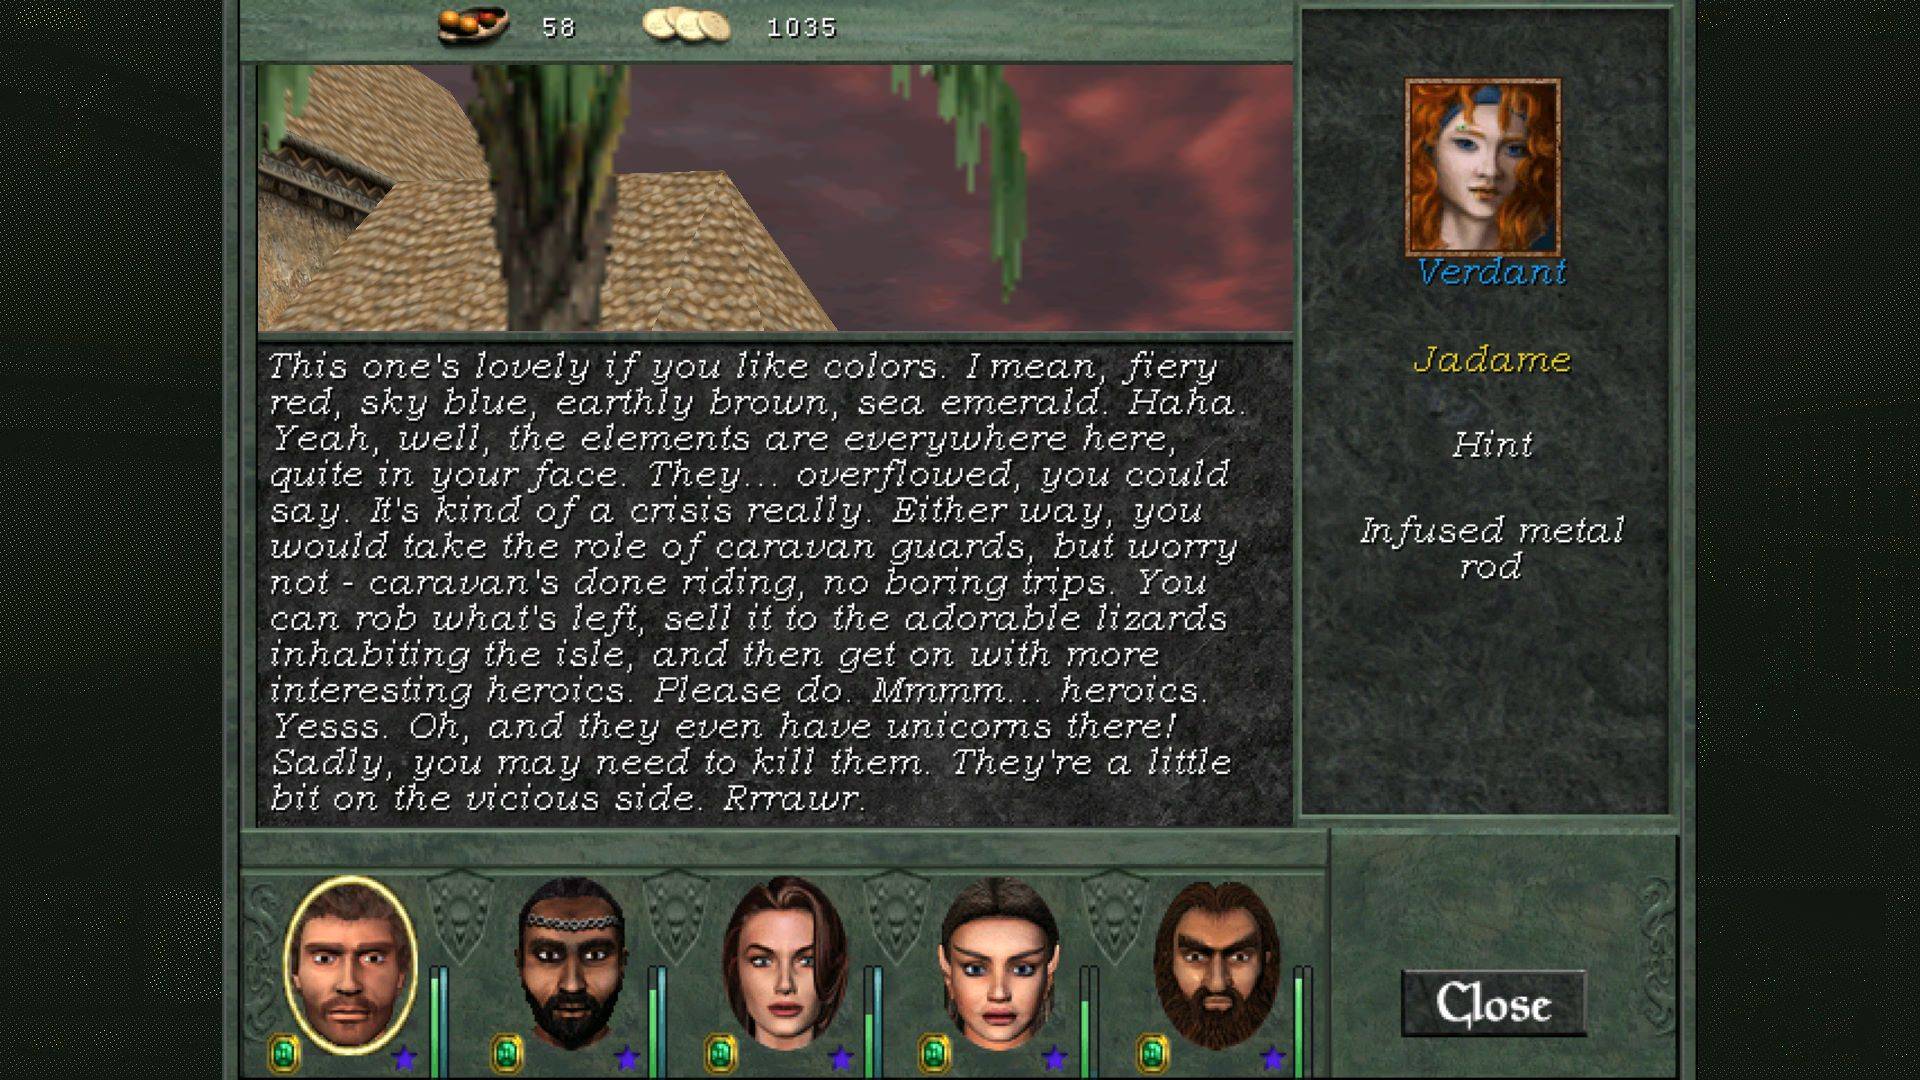 58
1035
Verdant
Jadame
Hint
Infused metal
rod
This one's lovely if you like colors. I mean, fiery
red, sky blue, earthly brown, sea emerald. Haha.
Yeah, well, the elements are everywhere here,
quite in your face. They... overflowed, you could
say. It's kind of a crisis really. Either way, you
would take the role of caravan guards, but worry
not - caravan's done riding, no boring trips. You
can rob what's left, sell it to the adorable lizards
inhabiting the isle, and then get on with more
interesting heroics. Please do. Mmmm... heroics.
Yesss. Oh, and they even have unicorns there!
Sadly, you may need to kill them. They're a little
bit on the vicious side. Rrrawr.
Close